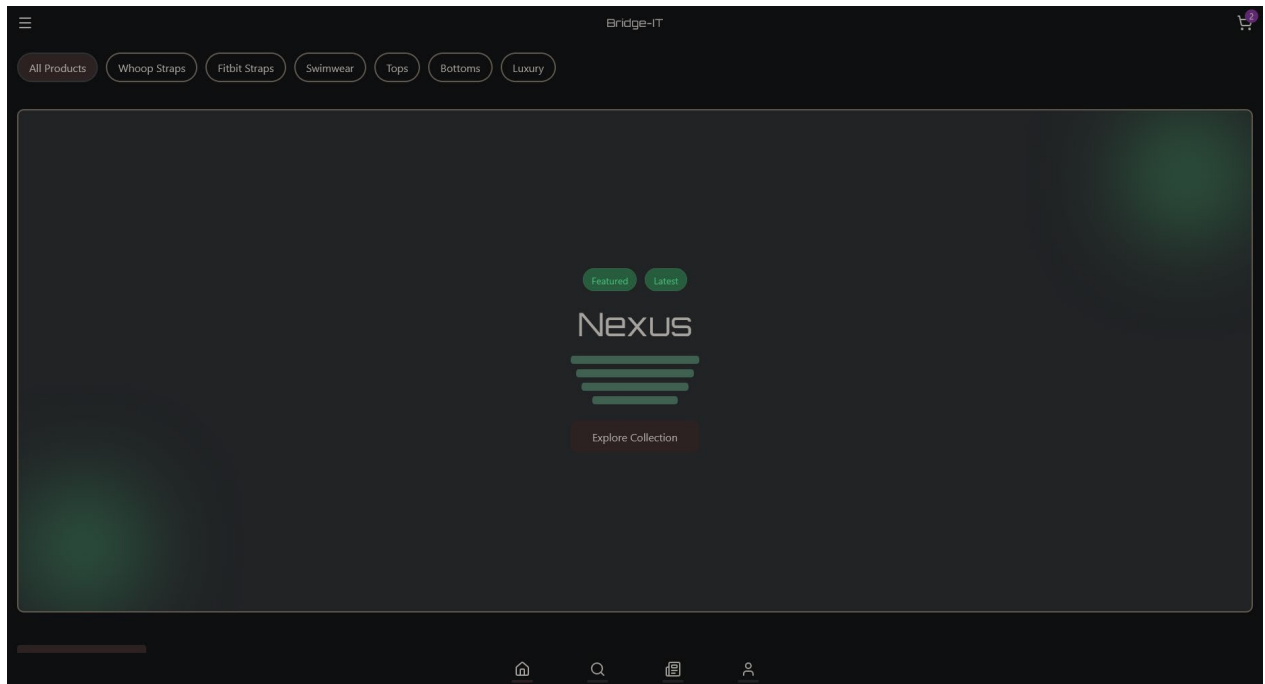 Bridge-IT
2
All Products Whoop Straps Fitbit Straps Swimwear Tops Bottoms Luxury
Featured Latest
Nexus
Explore Collection